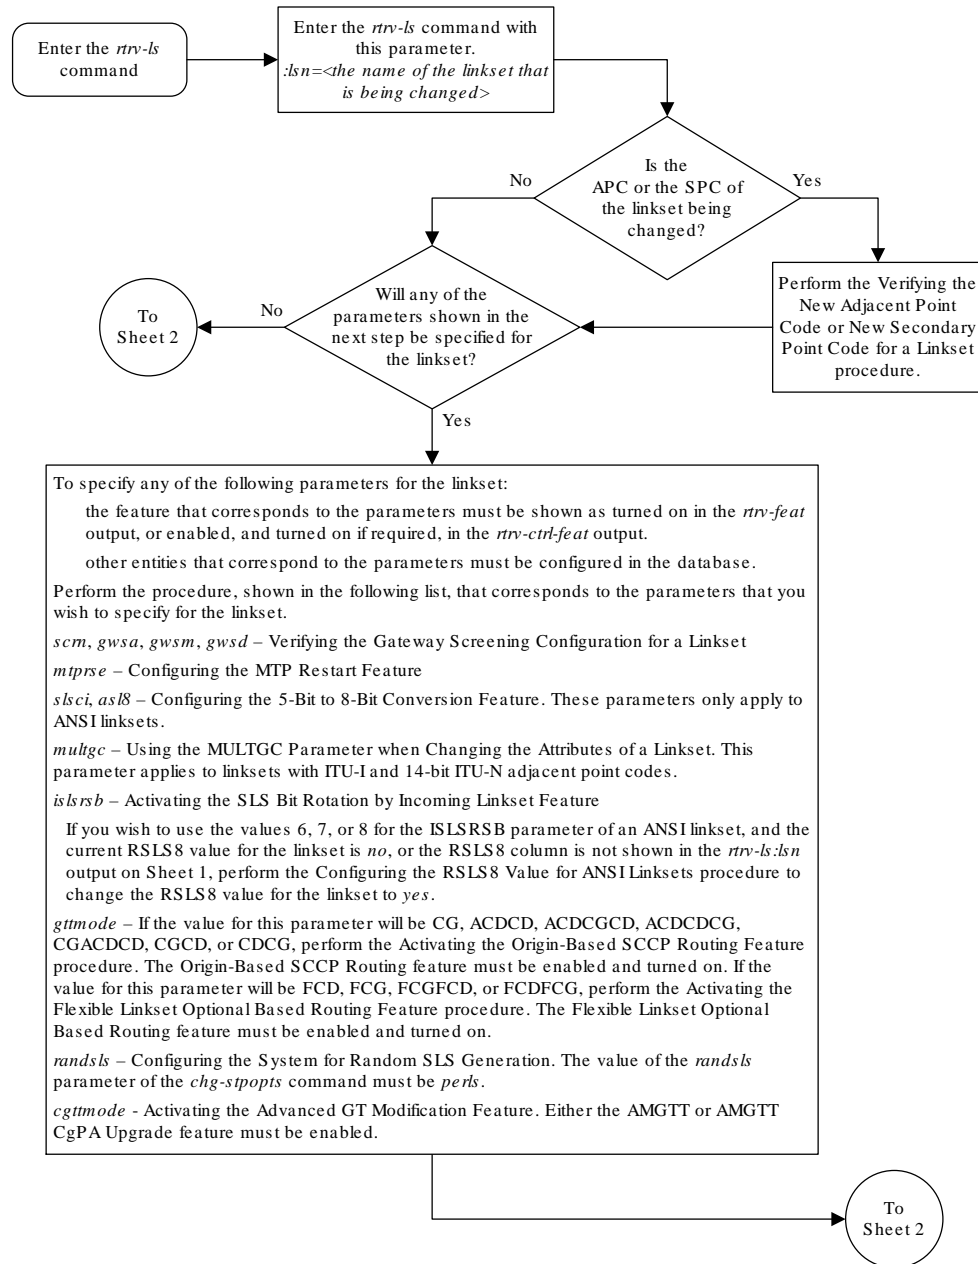 Enter the rtrv-ls
command
Enter the rtrv-ls command with
this parameter.
:lsn=<the name of the linkset that
is being changed>
Is the
APC or the SPC of
the linkset being
changed?
No
Yes
Perform the Verifying the
New Adjacent Point
Code or New Secondary
Point Code for a Linkset
procedure.
Will any of the
parameters shown in the
next step be specified for
the linkset?
No
To
Sheet 2
Yes
To specify any of the following parameters for the linkset:
the feature that corresponds to the parameters must be shown as turned on in the rtrv-feat
output, or enabled, and turned on if required, in the rtrv-ctrl-feat output.
other entities that correspond to the parameters must be configured in the database.
Perform the procedure, shown in the following list, that corresponds to the parameters that you
wish to specify for the linkset.
scrn, gwsa, gwsm, gwsd – Verifying the Gateway Screening Configuration for a Linkset
mtprse – Configuring the MTP Restart Feature
slsci, asl8 – Configuring the 5-Bit to 8-Bit Conversion Feature. These parameters only apply to
ANSI linksets.
multgc – Using the MULTGC Parameter when Changing the Attributes of a Linkset. This
parameter applies to linksets with ITU-I and 14-bit ITU-N adjacent point codes.
islsrsb – Activating the SLS Bit Rotation by Incoming Linkset Feature
If you wish to use the values 6, 7, or 8 for the ISLSRSB parameter of an ANSI linkset, and the
current RSLS8 value for the linkset is no, or the RSLS8 column is not shown in the rtrv-ls:lsn
output on Sheet 1, perform the Configuring the RSLS8 Value for ANSI Linksets procedure to
change the RSLS8 value for the linkset to yes.
gttmode – If the value for this parameter will be CG, ACDCD, ACDCGCD, ACDCDCG,
CGACDCD, CGCD, or CDCG, perform the Activating the Origin-Based SCCP Routing Feature
procedure. The Origin-Based SCCP Routing feature must be enabled and turned on. If the
value for this parameter will be FCD, FCG, FCGFCD, or FCDFCG, perform the Activating the
Flexible Linkset Optional Based Routing Feature procedure. The Flexible Linkset Optional
Based Routing feature must be enabled and turned on.
randsls – Configuring the System for Random SLS Generation. The value of the randsls
parameter of the chg-stpopts command must be perls.
cgttmode - Activating the Advanced GT Modification Feature. Either the AMGTT or AMGTT
CgPA Upgrade feature must be enabled.
To
Sheet 2